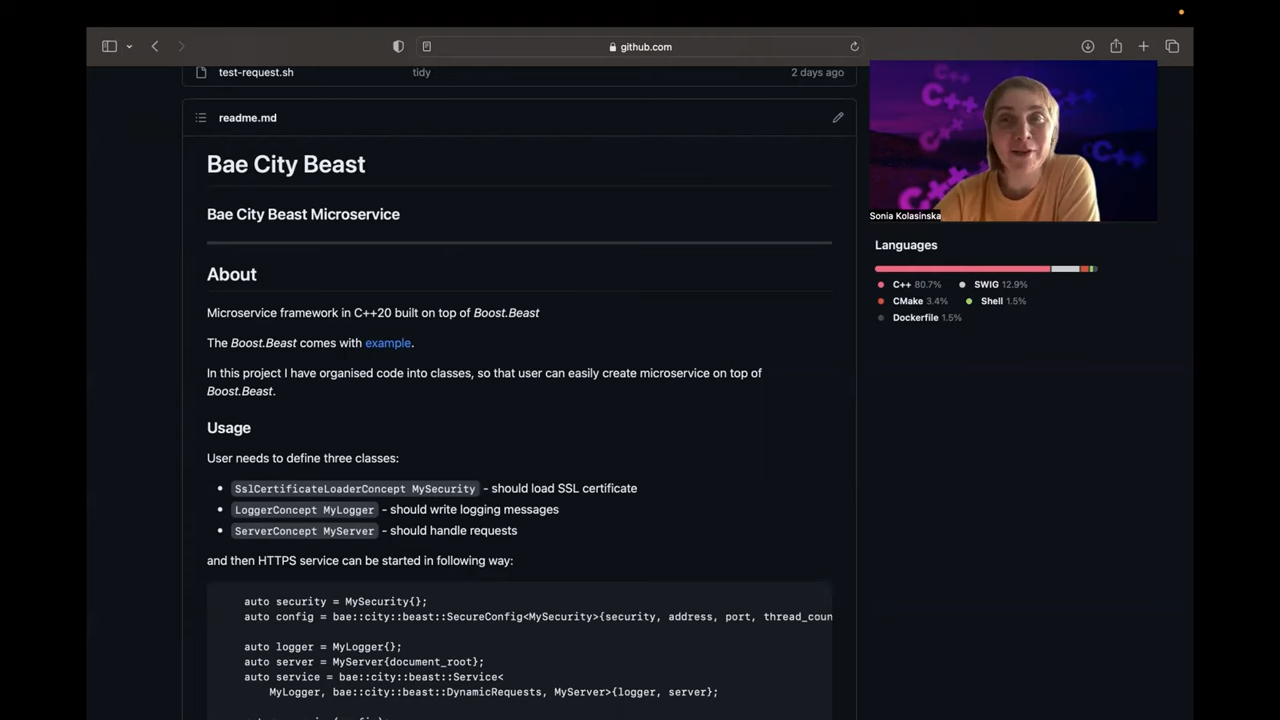 github.com
test-request.sh tidy 2 days ago
readme.md
Bae City Beast
Bae City Beast Microservice
About
Microservice framework in C++20 built on top of Boost.Beast
The Boost.Beast comes with example.
In this project I have organised code into classes, so that user can easily create microservice on top of
Boost.Beast.
Usage
User needs to define three classes:
SslCertificateLoaderConcept MySecurity - should load SSL certificate
LoggerConcept MyLogger - should write logging messages
ServerConcept MyServer - should handle requests
and then HTTPS service can be started in following way:
auto security = MySecurity{};
auto config = bae::city::beast::SecureConfig<MySecurity>{security, address, port, thread_coun
auto logger = MyLogger{};
auto server = MyServer{document_root};
auto service = bae::city::beast::Service<
MyLogger, bae::city::beast::DynamicRequests, MyServer>{logger, server};
C++
C++
C++
C++
C++
Sonia Kolasinska
Languages
C++ 80.7% SWIG 12.9%
CMake 3.4% Shell 1.5%
Dockerfile 1.5%